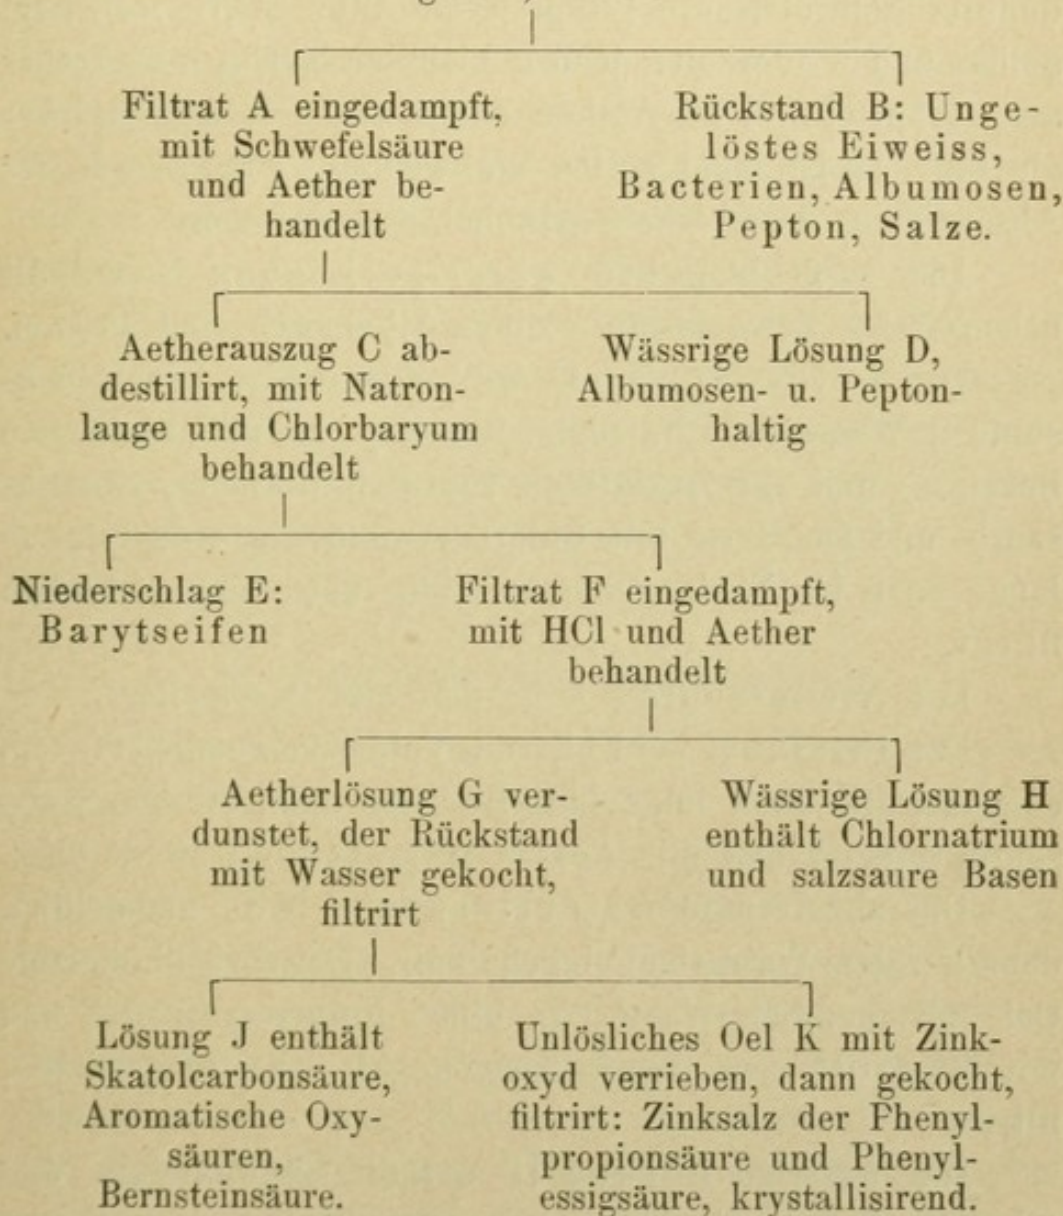 Filtrat A eingedampft,
mit Schwefelsäure
und Aether be-
handelt
Rückstand B: Unge-
löstes Eiweiss,
Bacterien, Albumosen,
Pepton, Salze.
Aetherauszug C ab-
destillirt, mit Natron-
lauge und Chlorbaryum
behandelt
Wässrige Lösung D,
Albumosen- u. Pepton-
haltig
Niederschlag E:
Barytseifen
Filtrat F eingedampft,
mit HCl und Aether
behandelt
Aetherlösung G ver-
dunstet, der Rückstand
mit Wasser gekocht,
filtrirt
Wässrige Lösung H
enthält Chlornatrium
und salzsaure Basen
Lösung J enthält
Skatolcarbonsäure,
Aromatische Oxy-
säuren,
Bernsteinsäure.
Unlösliches Oel K mit Zink-
oxyd verrieben, dann gekocht,
filtrirt: Zinksalz der Phenyl-
propionsäure und Phenyl-
essigsäure, krystallisirend.